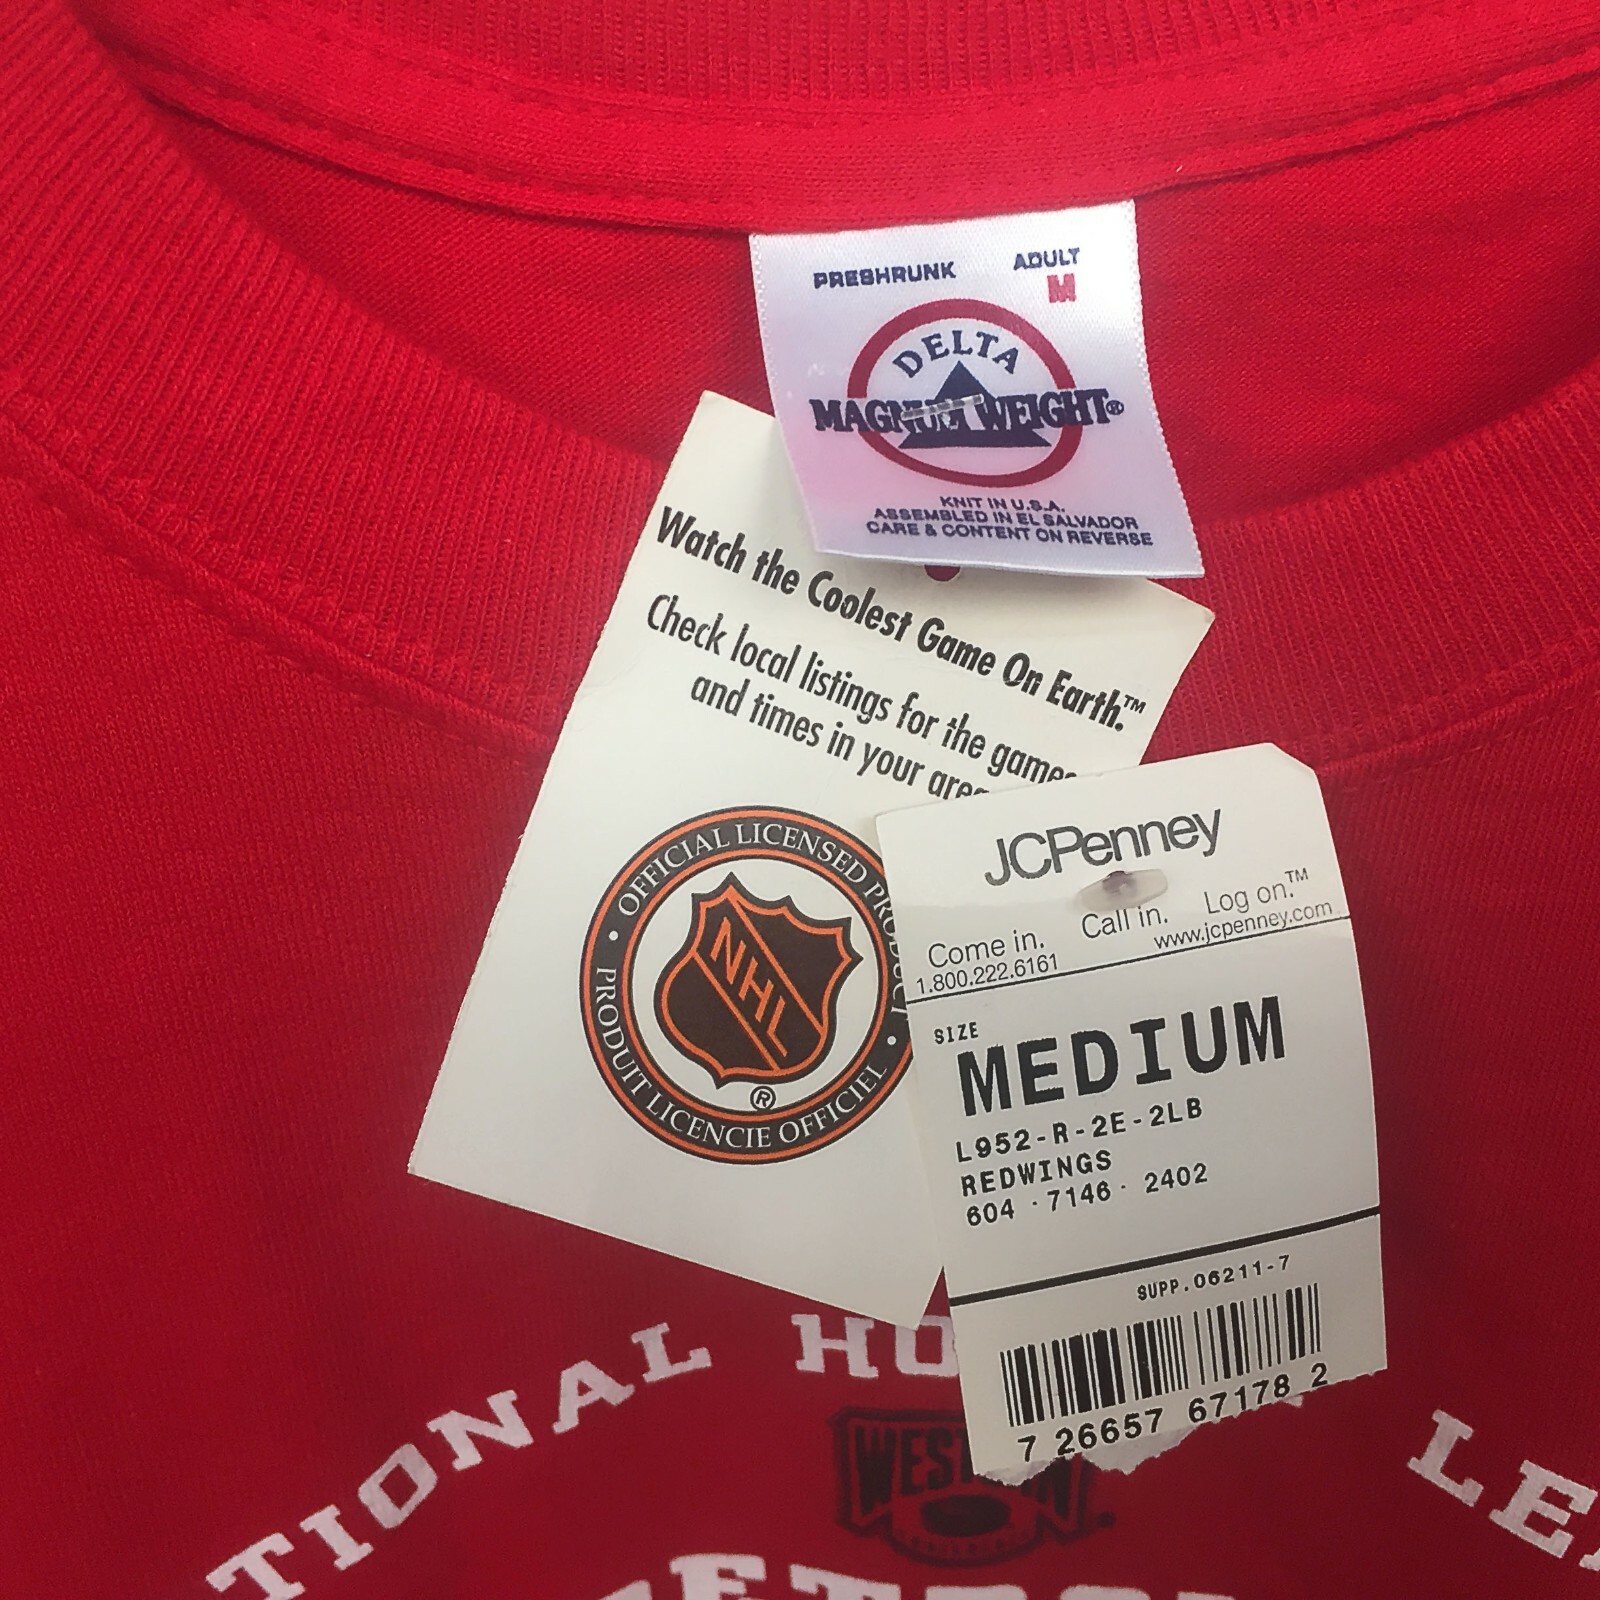 PRESHRUNK ADULT
M
DELTA
MAGNUM WEIGHT®
KNIT IN U.S.A.
ASSEMBLED IN EL SALVADOR
CARE & CONTENT ON REVERSE
Watch the Coolest Game On Earth.™
Check local listings for the games
and times in your area
OFFICIAL LICENSED PRODUCT
• PRODUIT LICENCIE OFFICIEL •
NHL
®
JCPenney
Come in. Call in. Log on.™
1.800.222.6161 www.jcpenney.com
SIZE
MEDIUM
L952-R-2E-2LB
REDWINGS
604 · 7146 · 2402
SUPP.06211-7
7 26657 67178 2
TIONAL HO LE
WESTERN